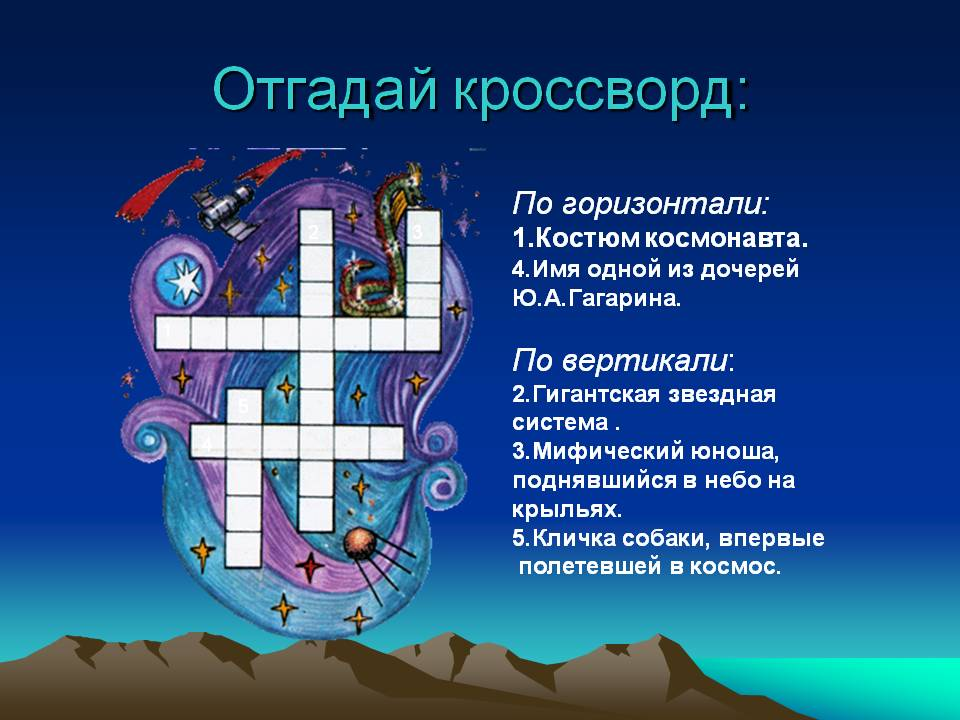 Отгадай кроссворд:
2 3
1
5
4
По горизонтали:
1.Костюм космонавта.
4.Имя одной из дочерей
Ю.А.Гагарина.
По вертикали:
2.Гигантская звездная
система .
3.Мифический юноша,
поднявшийся в небо на
крыльях.
5.Кличка собаки, впервые
полетевшей в космос.